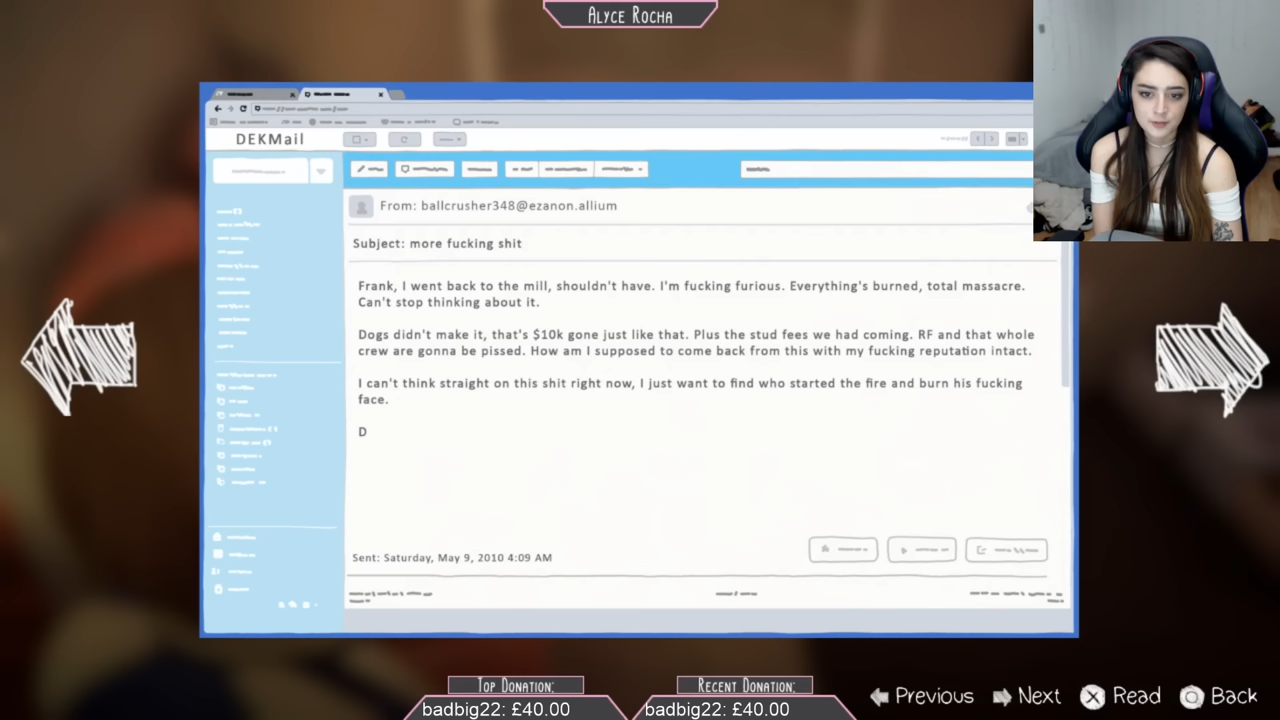 Alyce Rocha
DEKMail
From: ballcrusher348@ezanon.allium
Subject: more fucking shit
Frank, I went back to the mill, shouldn't have. I'm fucking furious. Everything's burned, total massacre.
Can't stop thinking about it.
Dogs didn't make it, that's $10k gone just like that. Plus the stud fees we had coming. RF and that whole
crew are gonna be pissed. How am I supposed to come back from this with my fucking reputation intact.
I can't think straight on this shit right now, I just want to find who started the fire and burn his fucking
face.
D
Sent: Saturday, May 9, 2010 4:09 AM
Top Donation:
badbig22: £40.00
Recent Donation:
badbig22: £40.00
Previous
Next
Read
Back